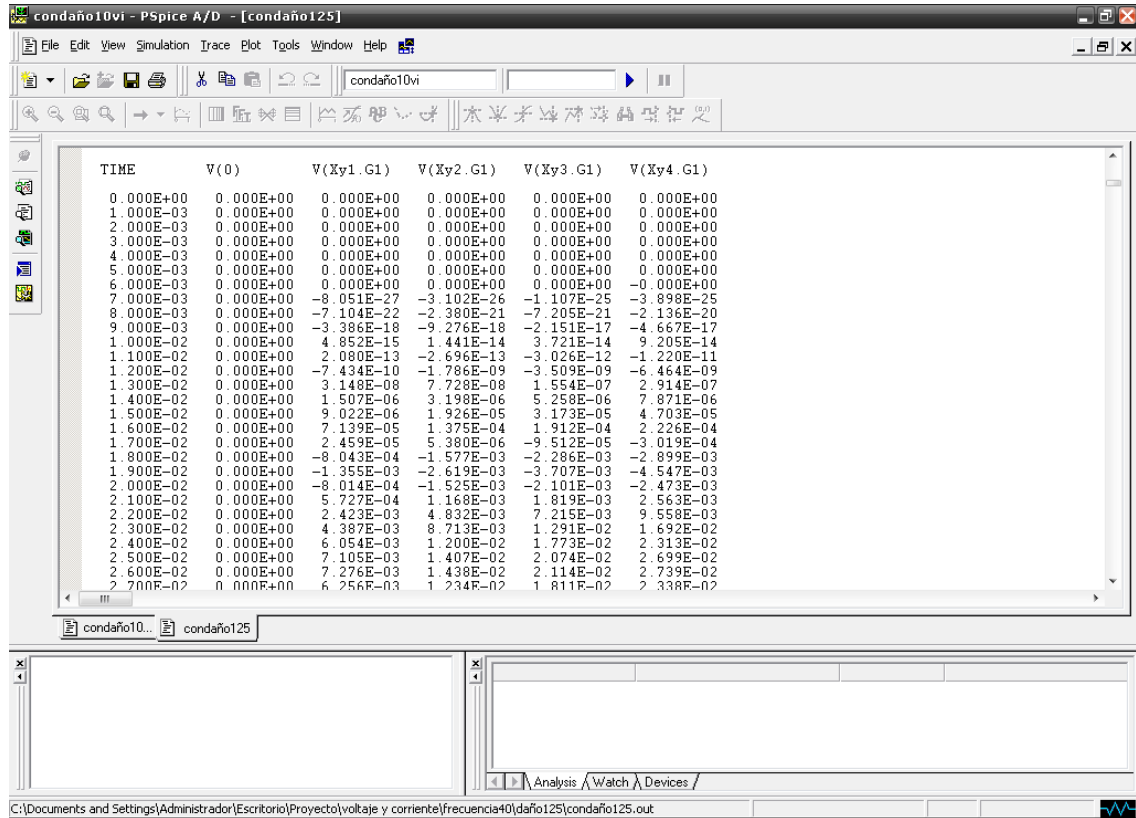 condaño10vi - PSpice A/D - [condaño125]
File Edit View Simulation Trace Plot Tools Window Help
condaño10vi
TIME V(0) V(Xy1.G1) V(Xy2.G1) V(Xy3.G1) V(Xy4.G1)
0.000E+00 0.000E+00 0.000E+00 0.000E+00 0.000E+00 0.000E+00
1.000E-03 0.000E+00 0.000E+00 0.000E+00 0.000E+00 0.000E+00
2.000E-03 0.000E+00 0.000E+00 0.000E+00 0.000E+00 0.000E+00
3.000E-03 0.000E+00 0.000E+00 0.000E+00 0.000E+00 0.000E+00
4.000E-03 0.000E+00 0.000E+00 0.000E+00 0.000E+00 0.000E+00
5.000E-03 0.000E+00 0.000E+00 0.000E+00 0.000E+00 0.000E+00
6.000E-03 0.000E+00 0.000E+00 0.000E+00 0.000E+00 -0.000E+00
7.000E-03 0.000E+00 -8.051E-27 -3.102E-26 -1.107E-25 -3.898E-25
8.000E-03 0.000E+00 -7.104E-22 -2.380E-21 -7.205E-21 -2.136E-20
9.000E-03 0.000E+00 -3.386E-18 -9.276E-18 -2.151E-17 -4.667E-17
1.000E-02 0.000E+00 4.852E-15 1.441E-14 3.721E-14 9.205E-14
1.100E-02 0.000E+00 2.080E-13 -2.696E-13 -3.026E-12 -1.220E-11
1.200E-02 0.000E+00 -7.434E-10 -1.786E-09 -3.509E-09 -6.464E-09
1.300E-02 0.000E+00 3.148E-08 7.728E-08 1.554E-07 2.914E-07
1.400E-02 0.000E+00 1.507E-06 3.198E-06 5.258E-06 7.871E-06
1.500E-02 0.000E+00 9.022E-06 1.926E-05 3.173E-05 4.703E-05
1.600E-02 0.000E+00 7.139E-05 1.375E-04 1.912E-04 2.226E-04
1.700E-02 0.000E+00 2.459E-05 5.380E-06 -9.512E-05 -3.019E-04
1.800E-02 0.000E+00 -8.043E-04 -1.577E-03 -2.286E-03 -2.899E-03
1.900E-02 0.000E+00 -1.355E-03 -2.619E-03 -3.707E-03 -4.547E-03
2.000E-02 0.000E+00 -8.014E-04 -1.525E-03 -2.101E-03 -2.473E-03
2.100E-02 0.000E+00 5.727E-04 1.168E-03 1.819E-03 2.563E-03
2.200E-02 0.000E+00 2.423E-03 4.832E-03 7.215E-03 9.558E-03
2.300E-02 0.000E+00 4.387E-03 8.713E-03 1.291E-02 1.692E-02
2.400E-02 0.000E+00 6.054E-03 1.200E-02 1.773E-02 2.313E-02
2.500E-02 0.000E+00 7.105E-03 1.407E-02 2.074E-02 2.699E-02
2.600E-02 0.000E+00 7.276E-03 1.438E-02 2.114E-02 2.739E-02
2.700E-02 0.000E+00 6.256E-03 1.234E-02 1.811E-02 2.338E-02
condaño10... condaño125
Analysis Watch Devices
C:\Documents and Settings\Administrador\Escritorio\Proyecto\voltaje y corriente\frecuencia40\daño125\condaño125.out